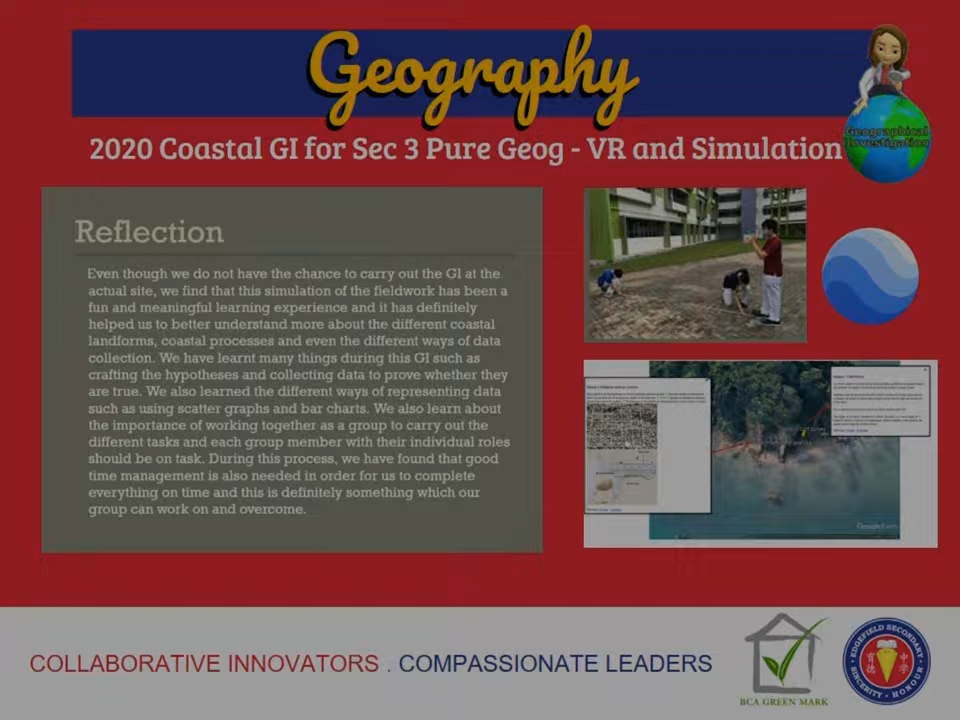 Geography
2020 Coastal GI for Sec 3 Pure Geog - VR and Simulation
Geographical
Investigation
Reflection
Even though we do not have the chance to carry out the GI at the
actual site, we find that this simulation of the fieldwork has been a
fun and meaningful learning experience and it has definitely
helped us to better understand more about the different coastal
landforms, coastal processes and even the different ways of data
collection. We have learnt many things during this GI such as
crafting the hypotheses and collecting data to prove whether they
are true. We also learned the different ways of representing data
such as using scatter graphs and bar charts. We also learn about
the importance of working together as a group to carry out the
different tasks and each group member with their individual roles
should be on task. During this process, we have found that good
time management is also needed in order for us to complete
everything on time and this is definitely something which our
group can work on and overcome.
COLLABORATIVE INNOVATORS . COMPASSIONATE LEADERS
BCA GREEN MARK
EDGEFIELD SECONDARY
育德中学
SINCERITY • HONOUR